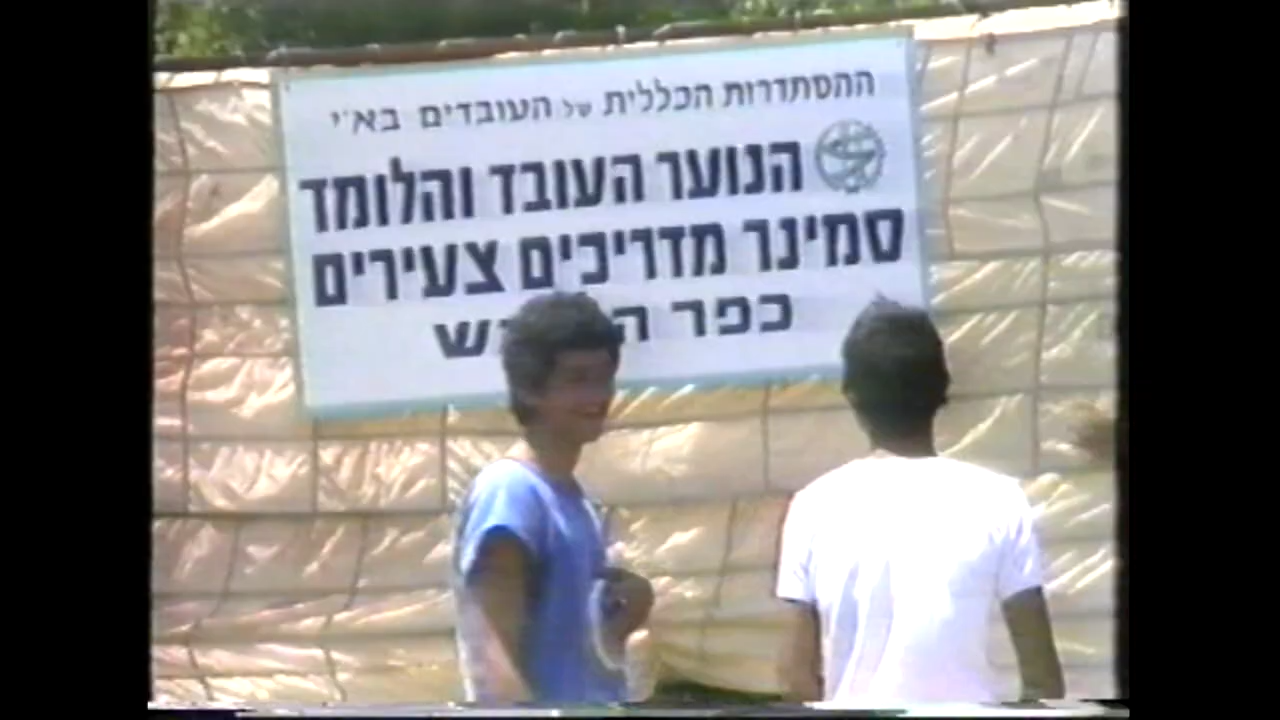 ההסתדרות הכללית של העובדים בא״י
הנוער העובד והלומד
סמינר מדריכים צעירים
כפר